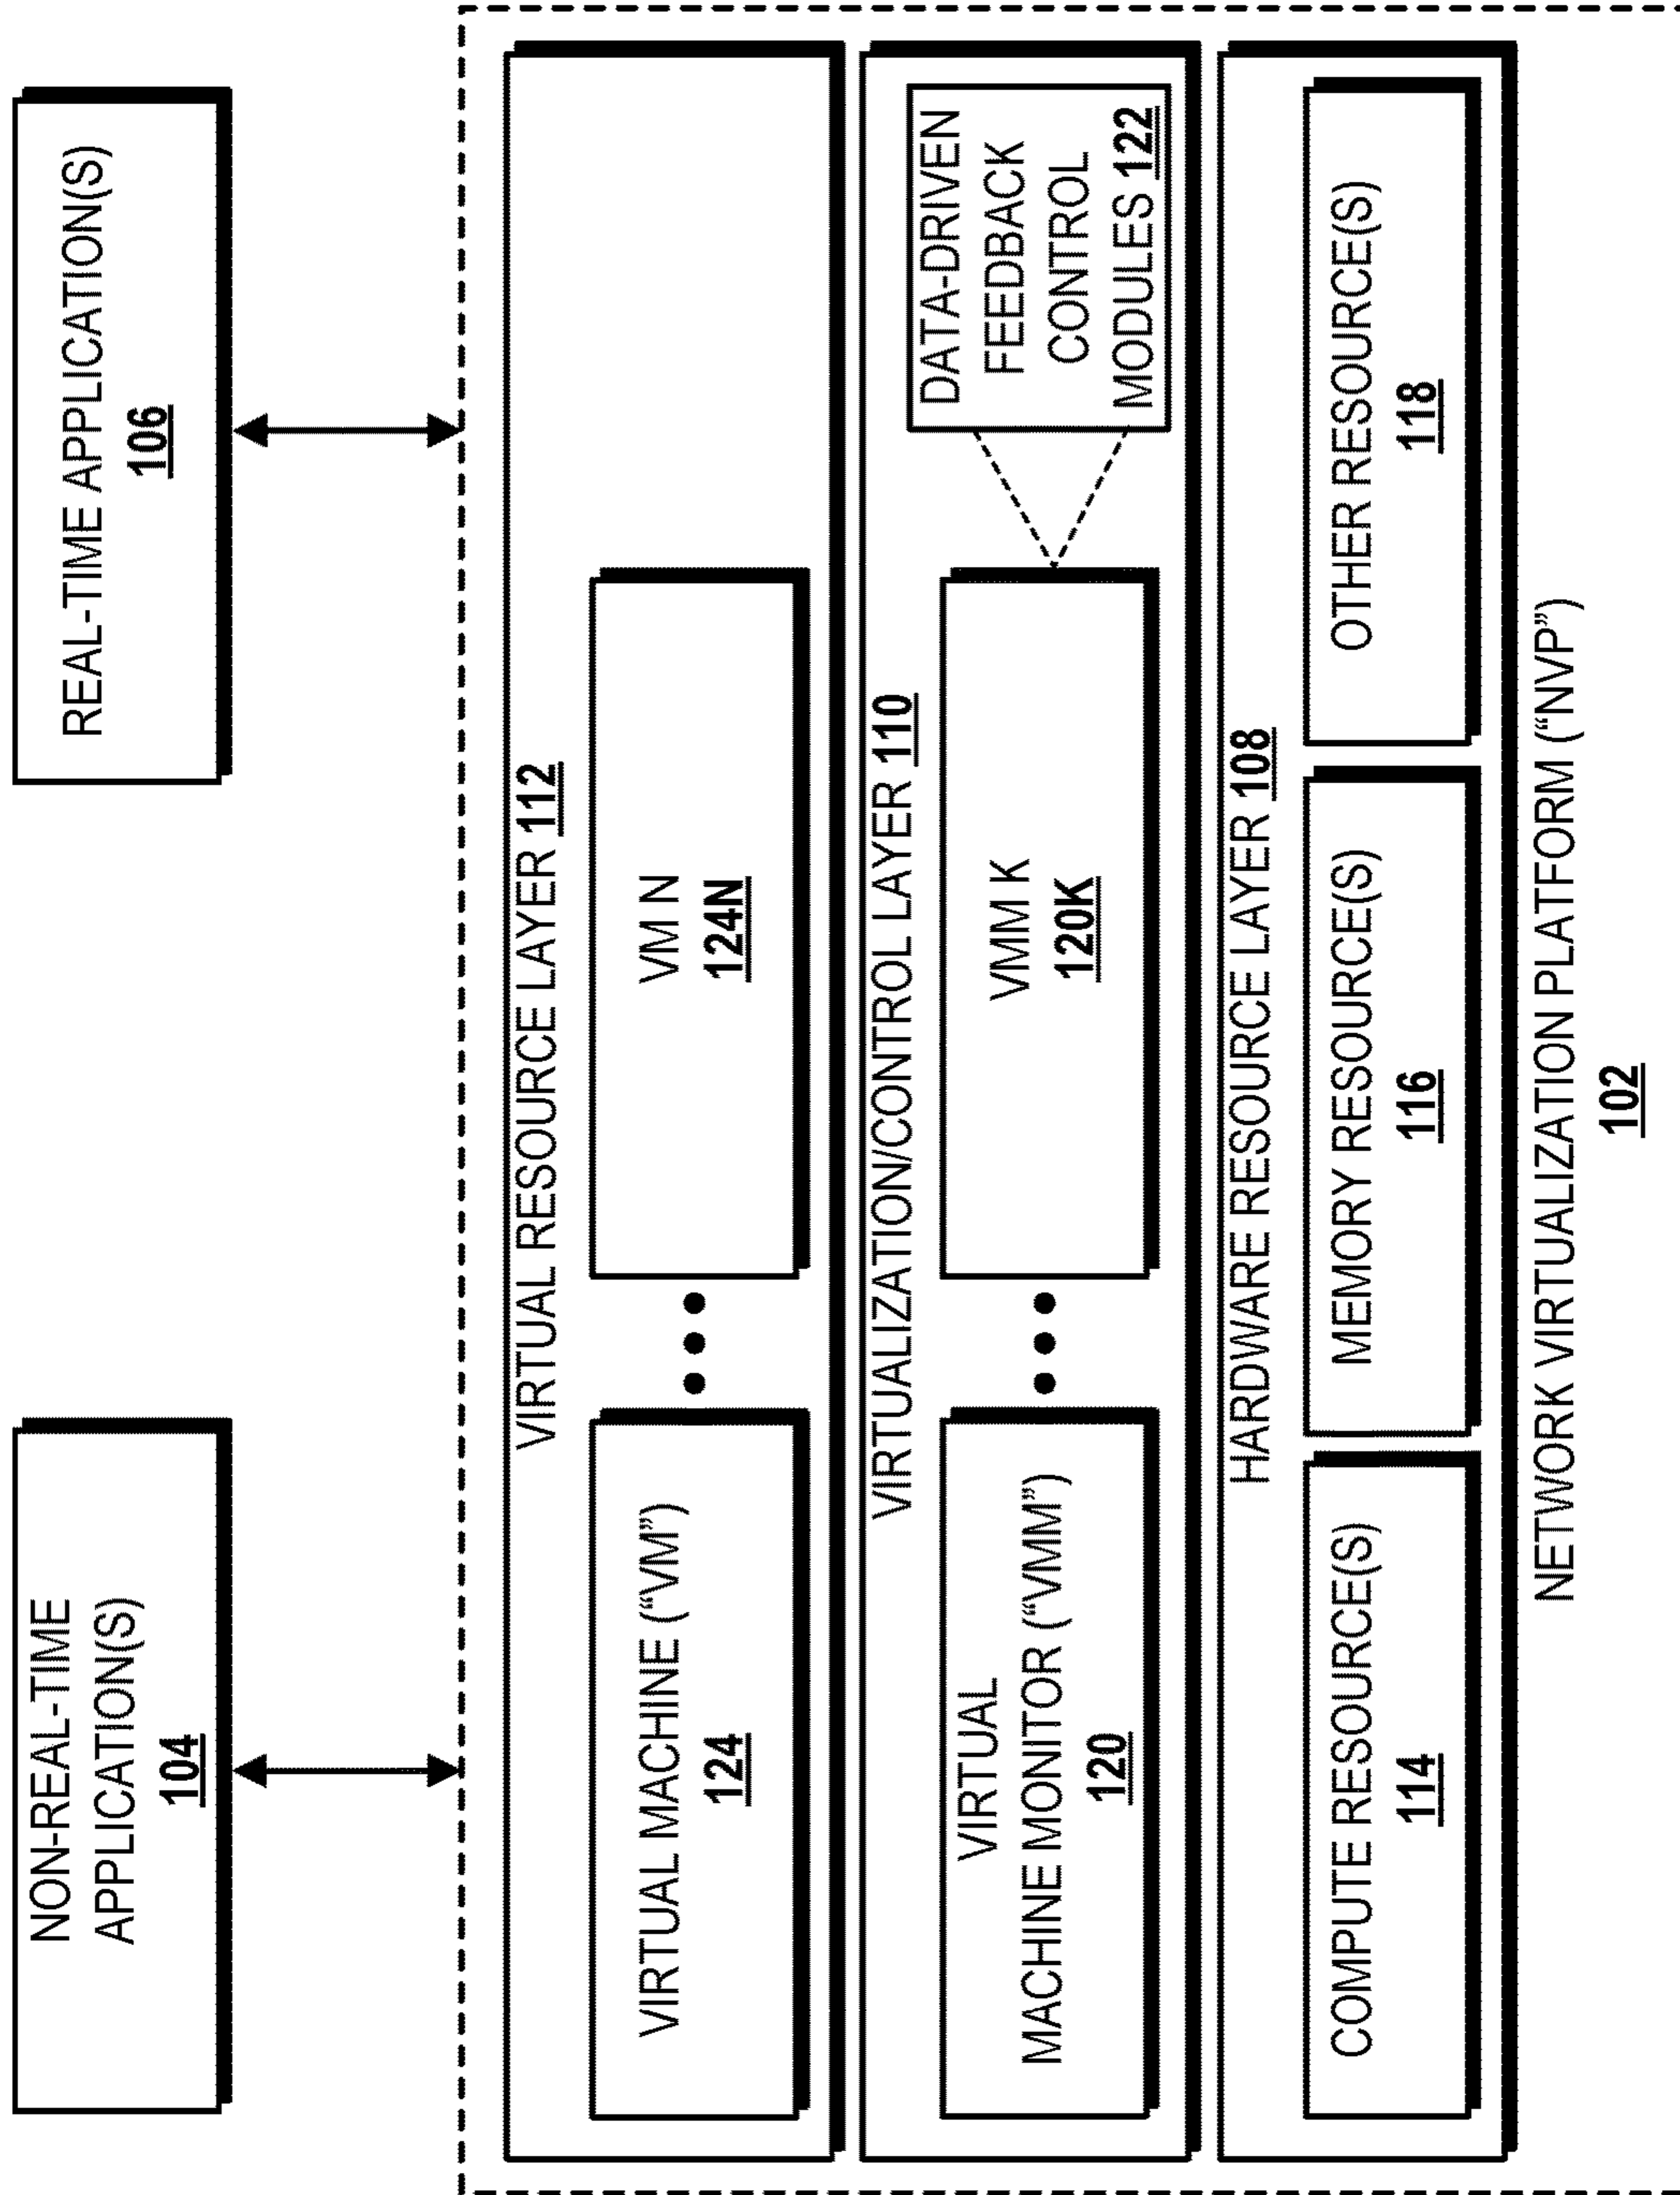 NON-REAL-TIME
APPLICATION(S)
104
REAL-TIME APPLICATION(S)
106
VIRTUAL RESOURCE LAYER 112
VIRTUAL MACHINE (“VM”)
124
VM N
124N
VIRTUALIZATION/CONTROL LAYER 110
VIRTUAL
MACHINE MONITOR (“VMM”)
120
VMM K
120K
DATA-DRIVEN
FEEDBACK
CONTROL
MODULES 122
HARDWARE RESOURCE LAYER 108
COMPUTE RESOURCE(S)
114
MEMORY RESOURCE(S)
116
OTHER RESOURCE(S)
118
NETWORK VIRTUALIZATION PLATFORM (“NVP”)
102